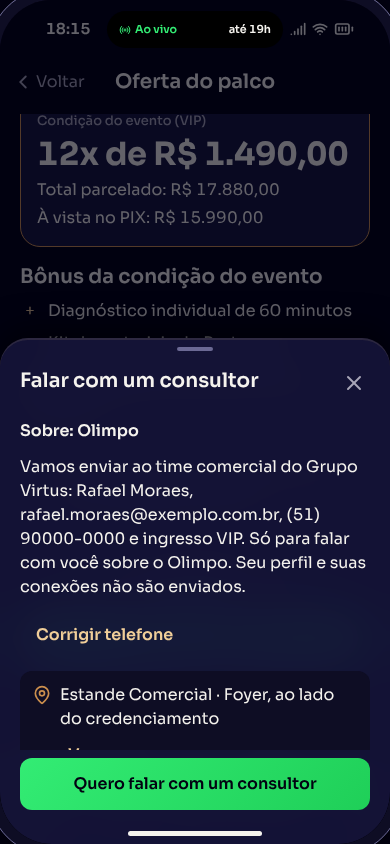 18:15
Ao vivo
até 19h
Voltar
Oferta do palco
Condição do evento (VIP)
12x de R$ 1.490,00
Total parcelado: R$ 17.880,00
À vista no PIX: R$ 15.990,00
Bônus da condição do evento
+ Diagnóstico individual de 60 minutos
Falar com um consultor
Sobre: Olimpo
Vamos enviar ao time comercial do Grupo
Virtus: Rafael Moraes,
rafael.moraes@exemplo.com.br, (51)
90000-0000 e ingresso VIP. Só para falar
com você sobre o Olimpo. Seu perfil e suas
conexões não são enviados.
Corrigir telefone
Estande Comercial · Foyer, ao lado
do credenciamento
Quero falar com um consultor